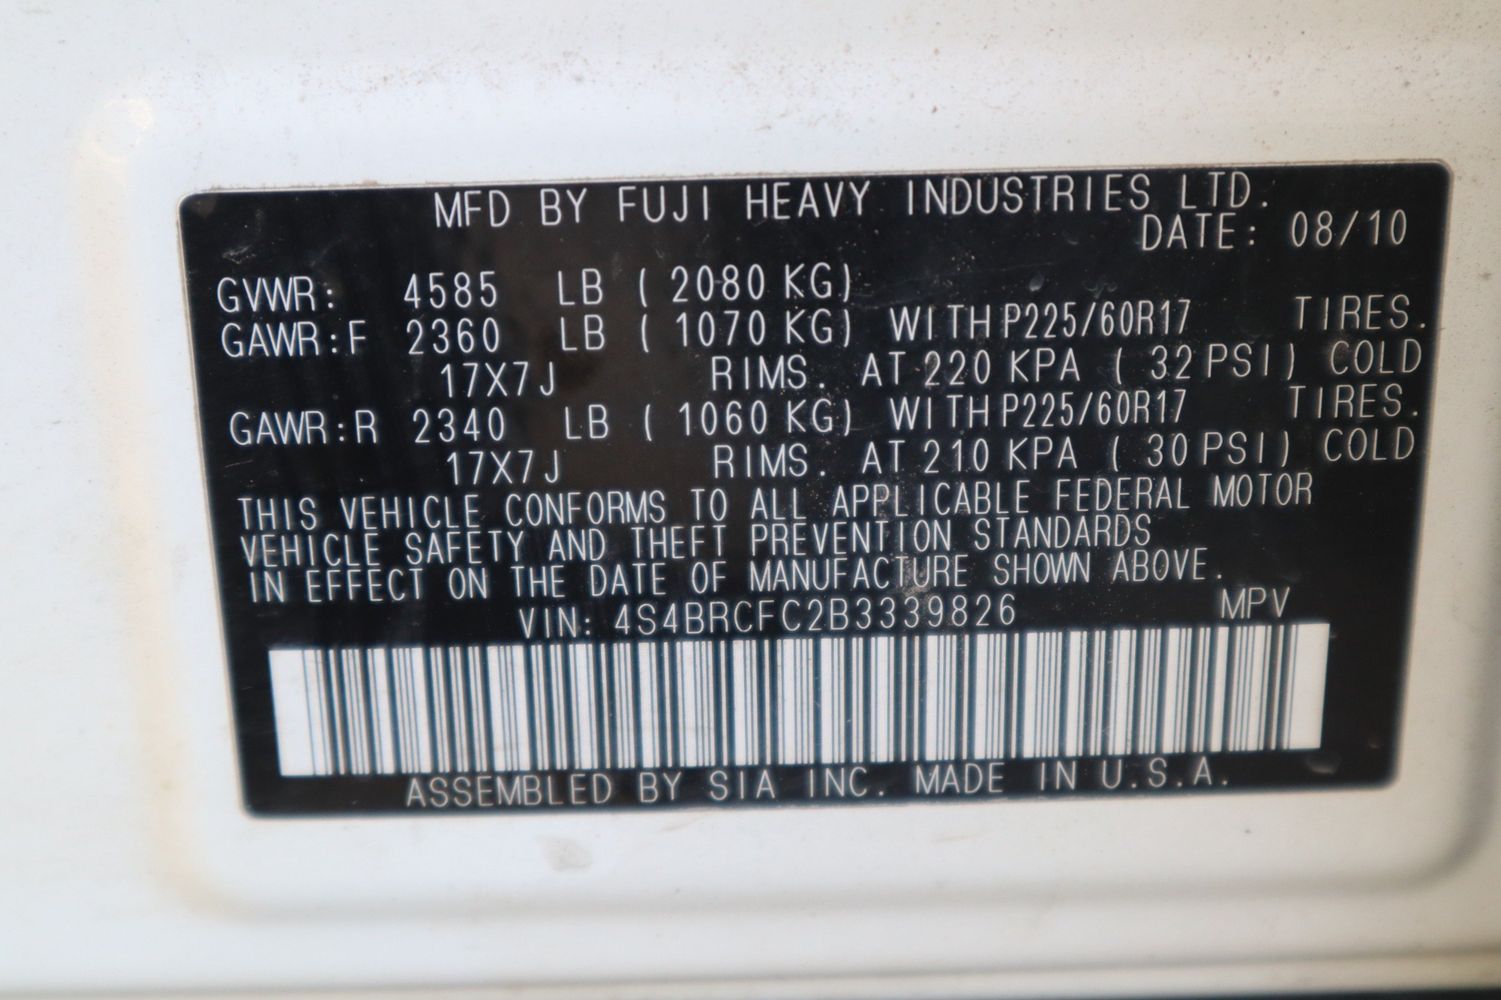 MFD BY FUJI HEAVY INDUSTRIES LTD.
DATE: 08/10
GVWR: 4585 LB ( 2080 KG)
GAWR:F 2360 LB ( 1070 KG) WITH P225/60R17 TIRES.
17X7J RIMS. AT 220 KPA ( 32 PSI) COLD
GAWR:R 2340 LB ( 1060 KG) WITH P225/60R17 TIRES.
17X7J RIMS. AT 210 KPA ( 30 PSI) COLD
THIS VEHICLE CONFORMS TO ALL APPLICABLE FEDERAL MOTOR
VEHICLE SAFETY AND THEFT PREVENTION STANDARDS
IN EFFECT ON THE DATE OF MANUFACTURE SHOWN ABOVE.
VIN: 4S4BRCFC2B3339826 MPV
ASSEMBLED BY SIA INC. MADE IN U.S.A.